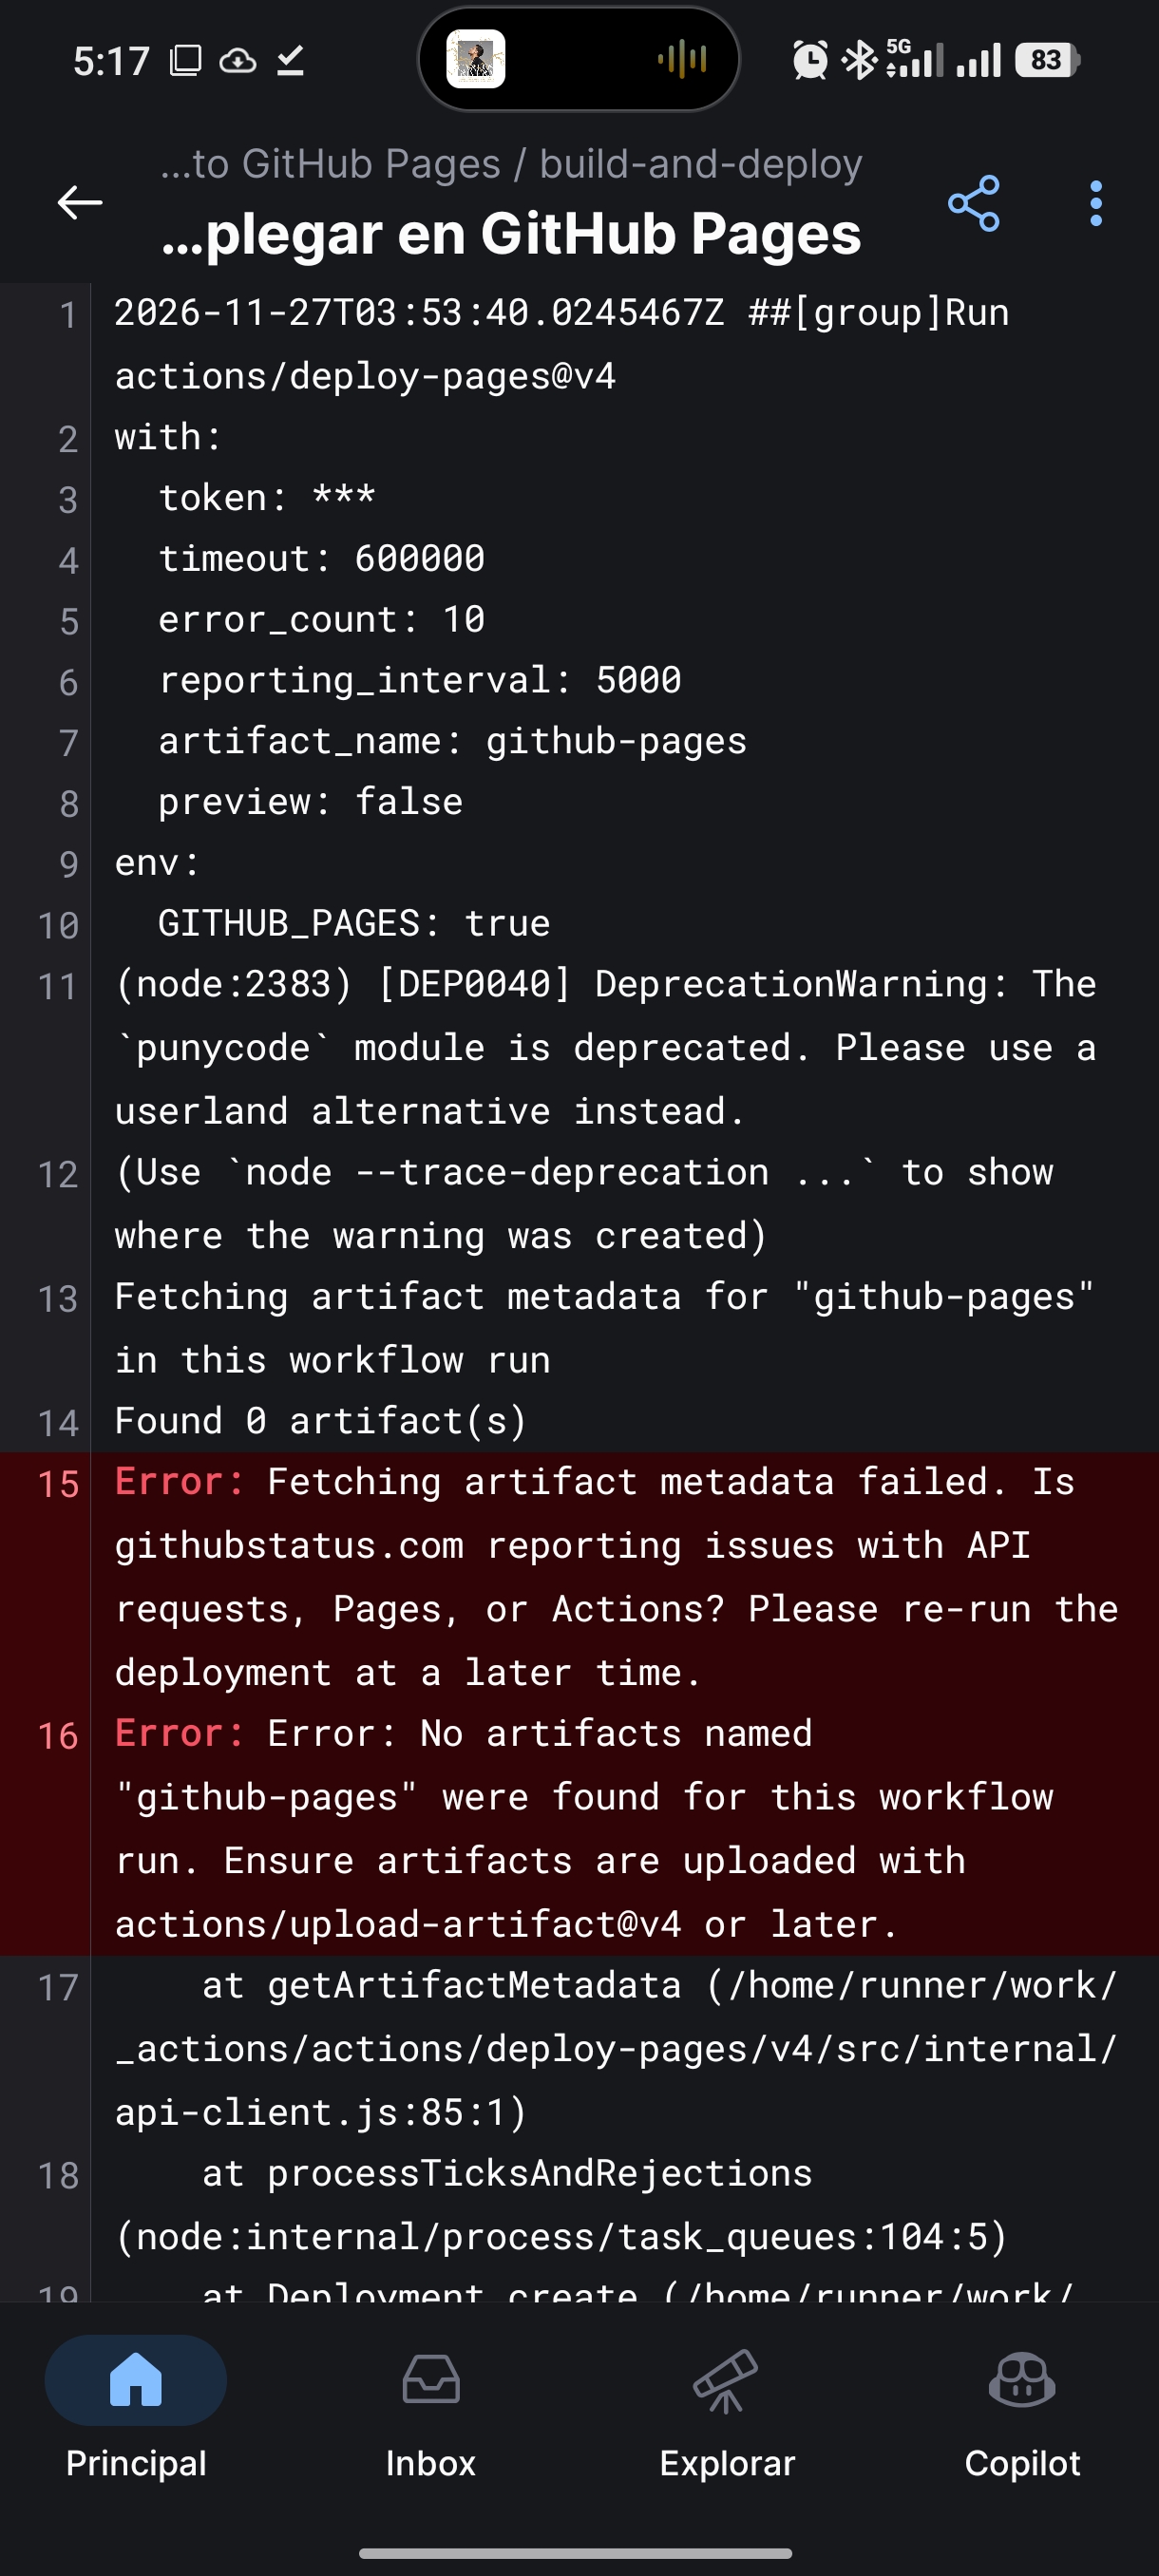 5:17
5G
83
...to GitHub Pages / build-and-deploy
...plegar en GitHub Pages
1 2026-11-27T03:53:40.0245467Z ##[group]Run
actions/deploy-pages@v4
2 with:
3 token: ***
4 timeout: 600000
5 error_count: 10
6 reporting_interval: 5000
7 artifact_name: github-pages
8 preview: false
9 env:
10 GITHUB_PAGES: true
11 (node:2383) [DEP0040] DeprecationWarning: The
`punycode` module is deprecated. Please use a
userland alternative instead.
12 (Use `node --trace-deprecation ...` to show
where the warning was created)
13 Fetching artifact metadata for "github-pages"
in this workflow run
14 Found 0 artifact(s)
15 Error: Fetching artifact metadata failed. Is
githubstatus.com reporting issues with API
requests, Pages, or Actions? Please re-run the
deployment at a later time.
16 Error: Error: No artifacts named
"github-pages" were found for this workflow
run. Ensure artifacts are uploaded with
actions/upload-artifact@v4 or later.
17 at getArtifactMetadata (/home/runner/work/
_actions/actions/deploy-pages/v4/src/internal/
api-client.js:85:1)
18 at processTicksAndRejections
(node:internal/process/task_queues:104:5)
19 at Deployment create (/home/runner/work/
Principal
Inbox
Explorar
Copilot